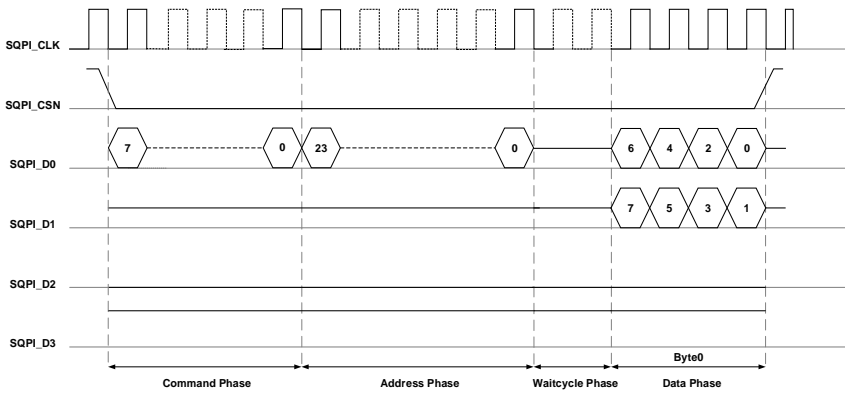 SQPI_CLK
SQPI_CSN
7 0 23 0 6 4 2 0
SQPI_D0
7 5 3 1
SQPI_D1
SQPI_D2
SQPI_D3
Byte0
Command Phase Address Phase Waitcycle Phase Data Phase